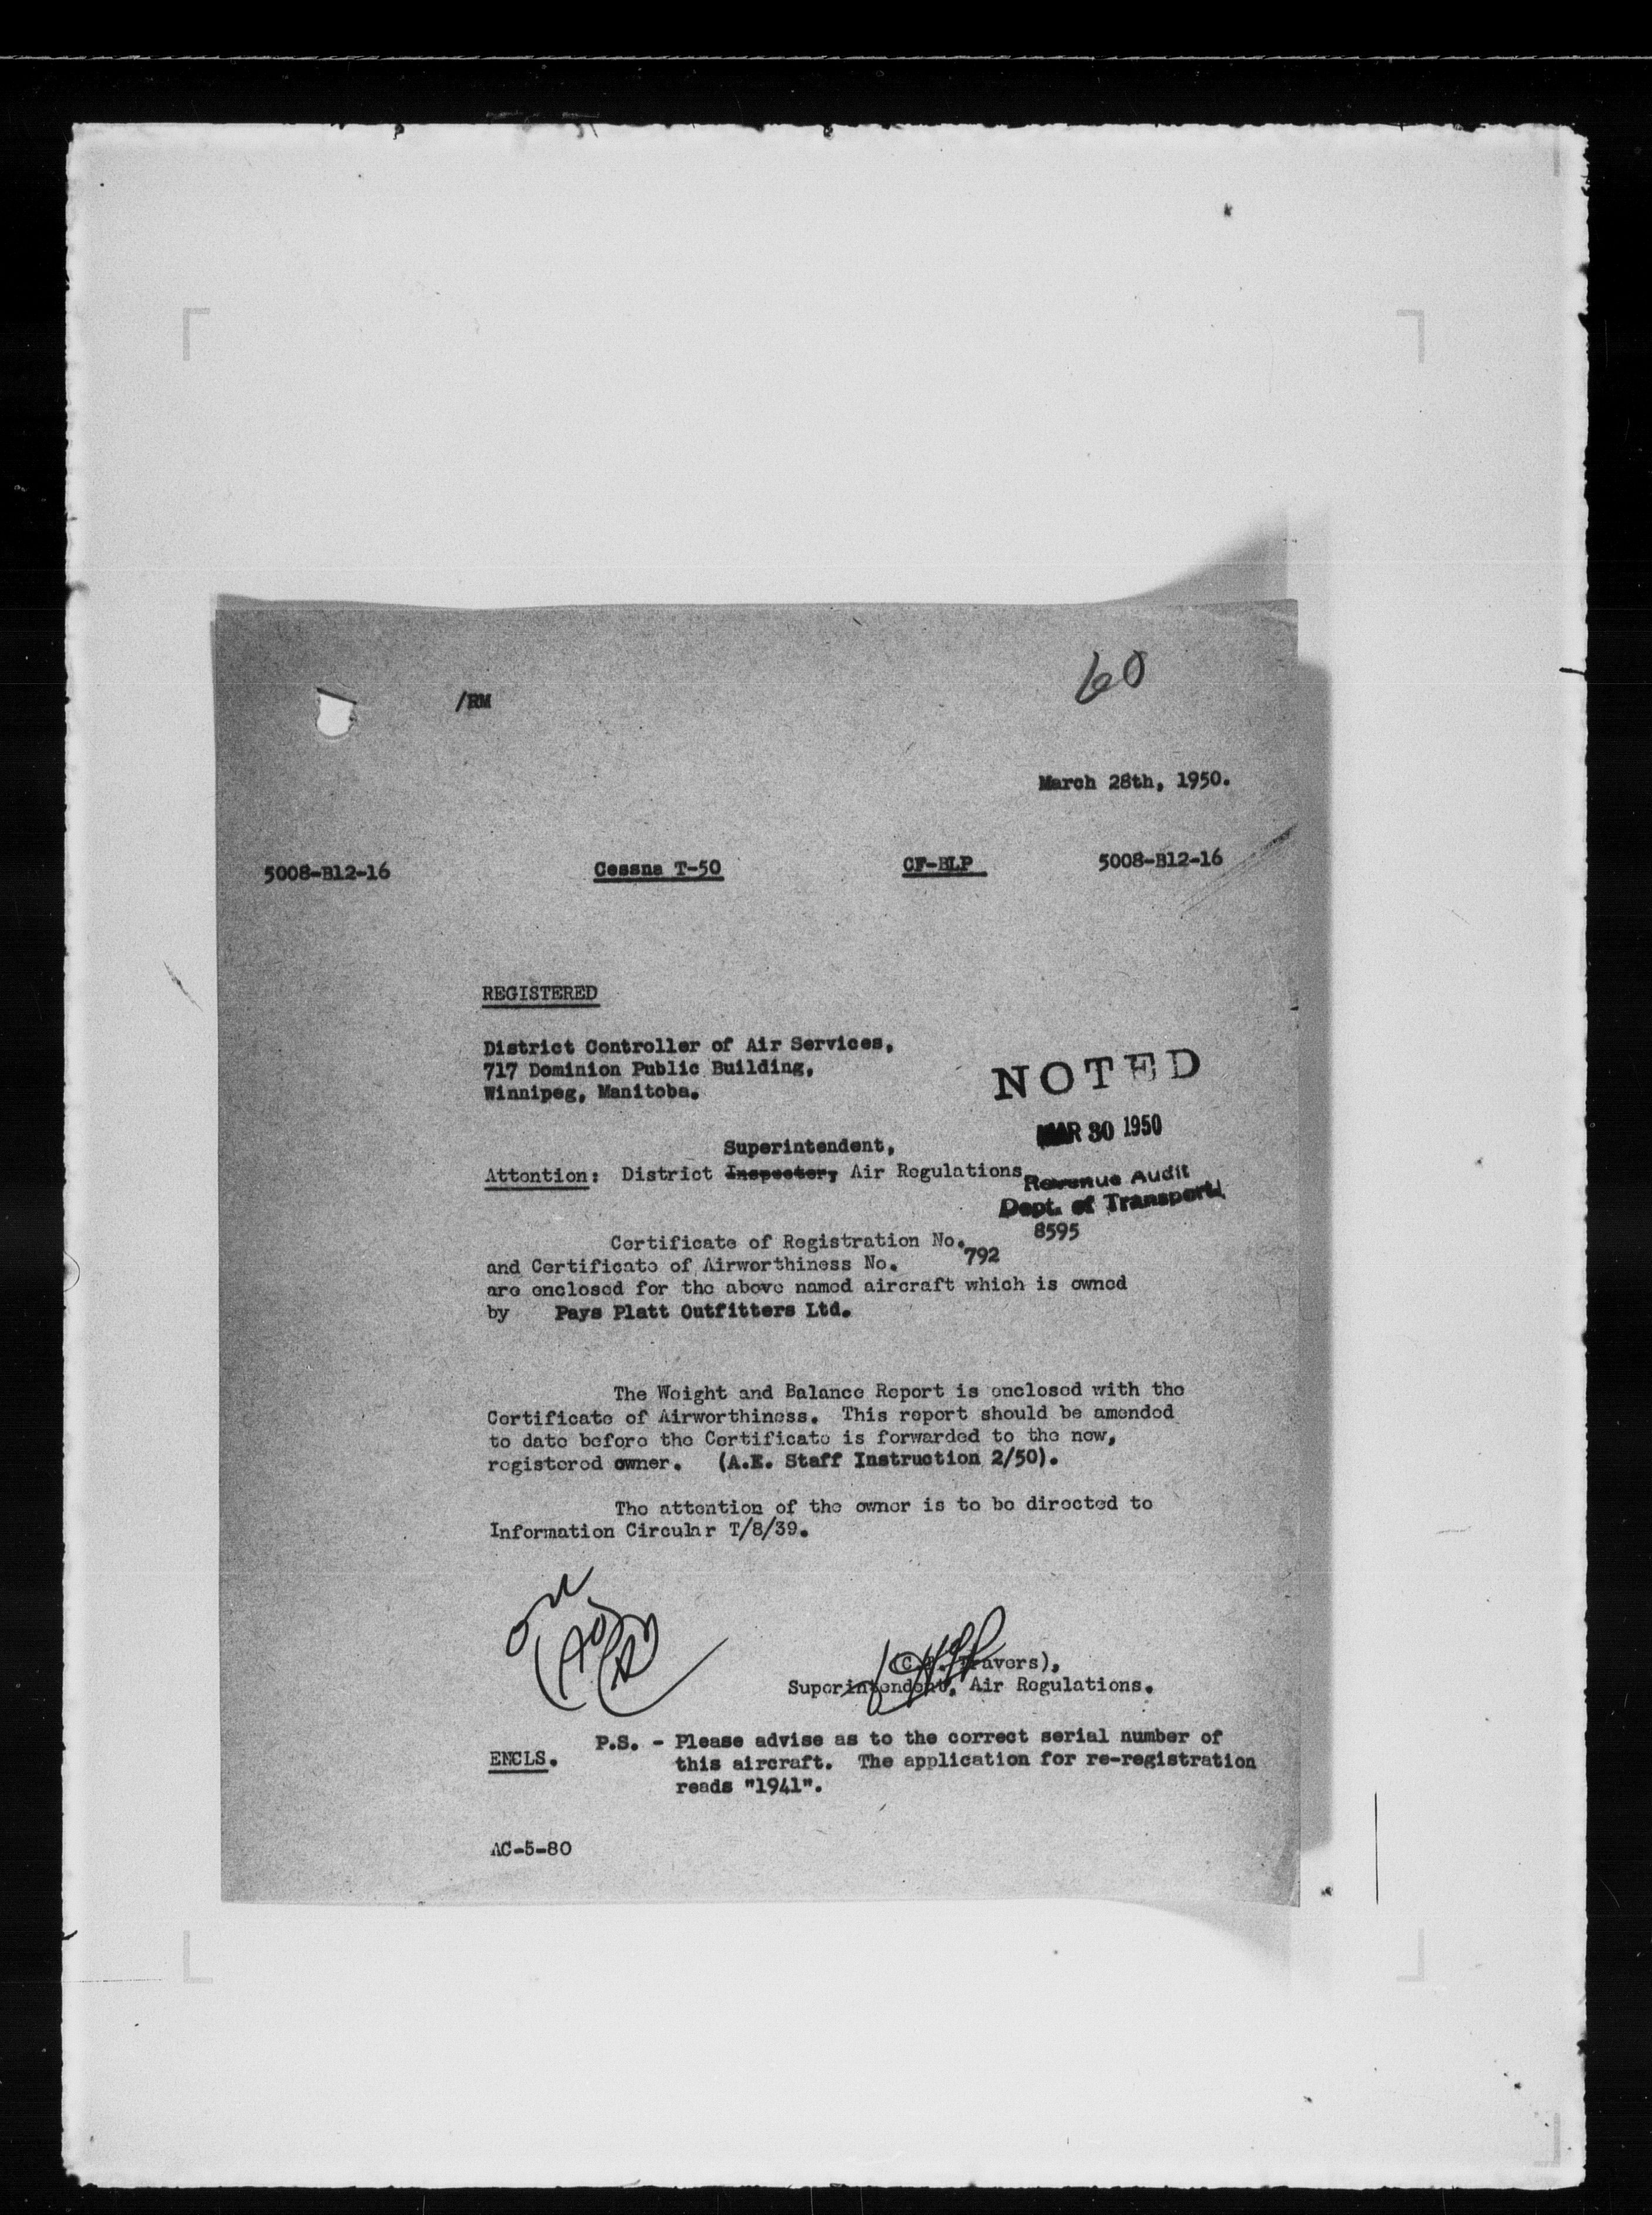 60
/RM
March 28th, 1950.
5008-B12-16 Cessna T-50 CF-BLP 5008-B12-16
REGISTERED
District Controller of Air Services,
717 Dominion Public Building,
Winnipeg, Manitoba.
NOTED
MAR 30 1950
Revenue Audit
Dept. of Transport
Superintendent,
Attention: District Inspector, Air Regulations
Certificate of Registration No. 8595
and Certificate of Airworthiness No. 792
are enclosed for the above named aircraft which is owned
by Pays Platt Outfitters Ltd.
The Weight and Balance Report is enclosed with the
Certificate of Airworthiness. This report should be amended
to date before the Certificate is forwarded to the new,
registered owner. (A.E. Staff Instruction 2/50).
The attention of the owner is to be directed to
Information Circular T/8/39.
Superintendent, Air Regulations.
P.S. - Please advise as to the correct serial number of
ENCLS. this aircraft. The application for re-registration
reads "1941".
AC-5-80